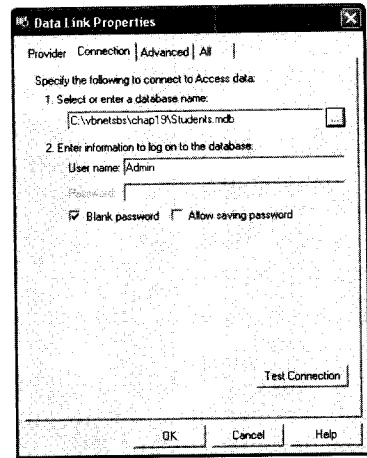 Data Link Properties
Provider Connection Advanced All
Specify the following to connect to Access data:
1. Select or enter a database name:
C:\vbnetsbs\chap19\Students.mdb ...
2. Enter information to log on to the database:
User name: Admin
Password:
Blank password Allow saving password
Test Connection
OK Cancel Help